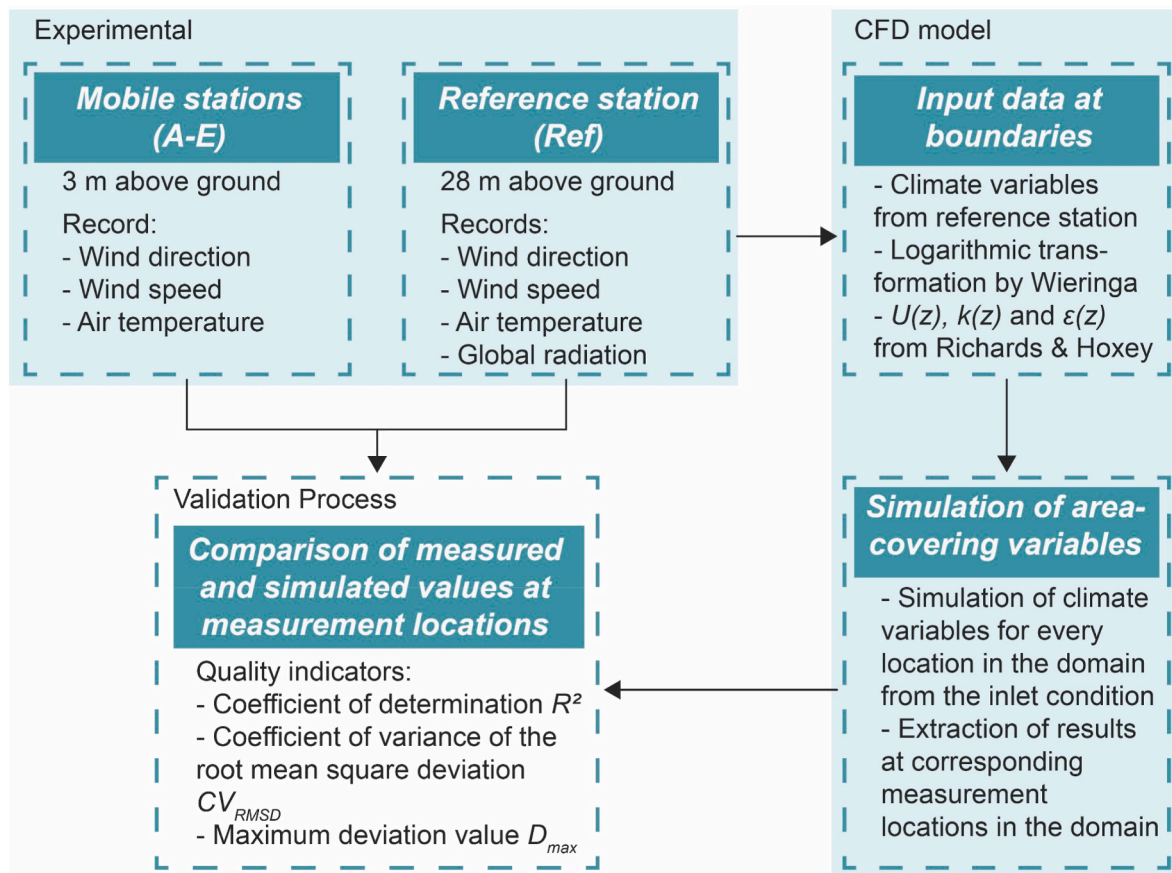 Experimental
Mobile stations
(A-E)
3 m above ground
Record:
- Wind direction
- Wind speed
- Air temperature
Reference station
(Ref)
28 m above ground
Records:
- Wind direction
- Wind speed
- Air temperature
- Global radiation
CFD model
Input data at
boundaries
- Climate variables
from reference station
- Logarithmic trans-
formation by Wieringa
- U(z), k(z) and ε(z)
from Richards & Hoxey
Simulation of area-
covering variables
- Simulation of climate
variables for every
location in the domain
from the inlet condition
- Extraction of results
at corresponding
measurement
locations in the domain
Validation Process
Comparison of measured
and simulated values at
measurement locations
Quality indicators:
- Coefficient of determination R²
- Coefficient of variance of the
root mean square deviation
CV_RMSD
- Maximum deviation value D_max